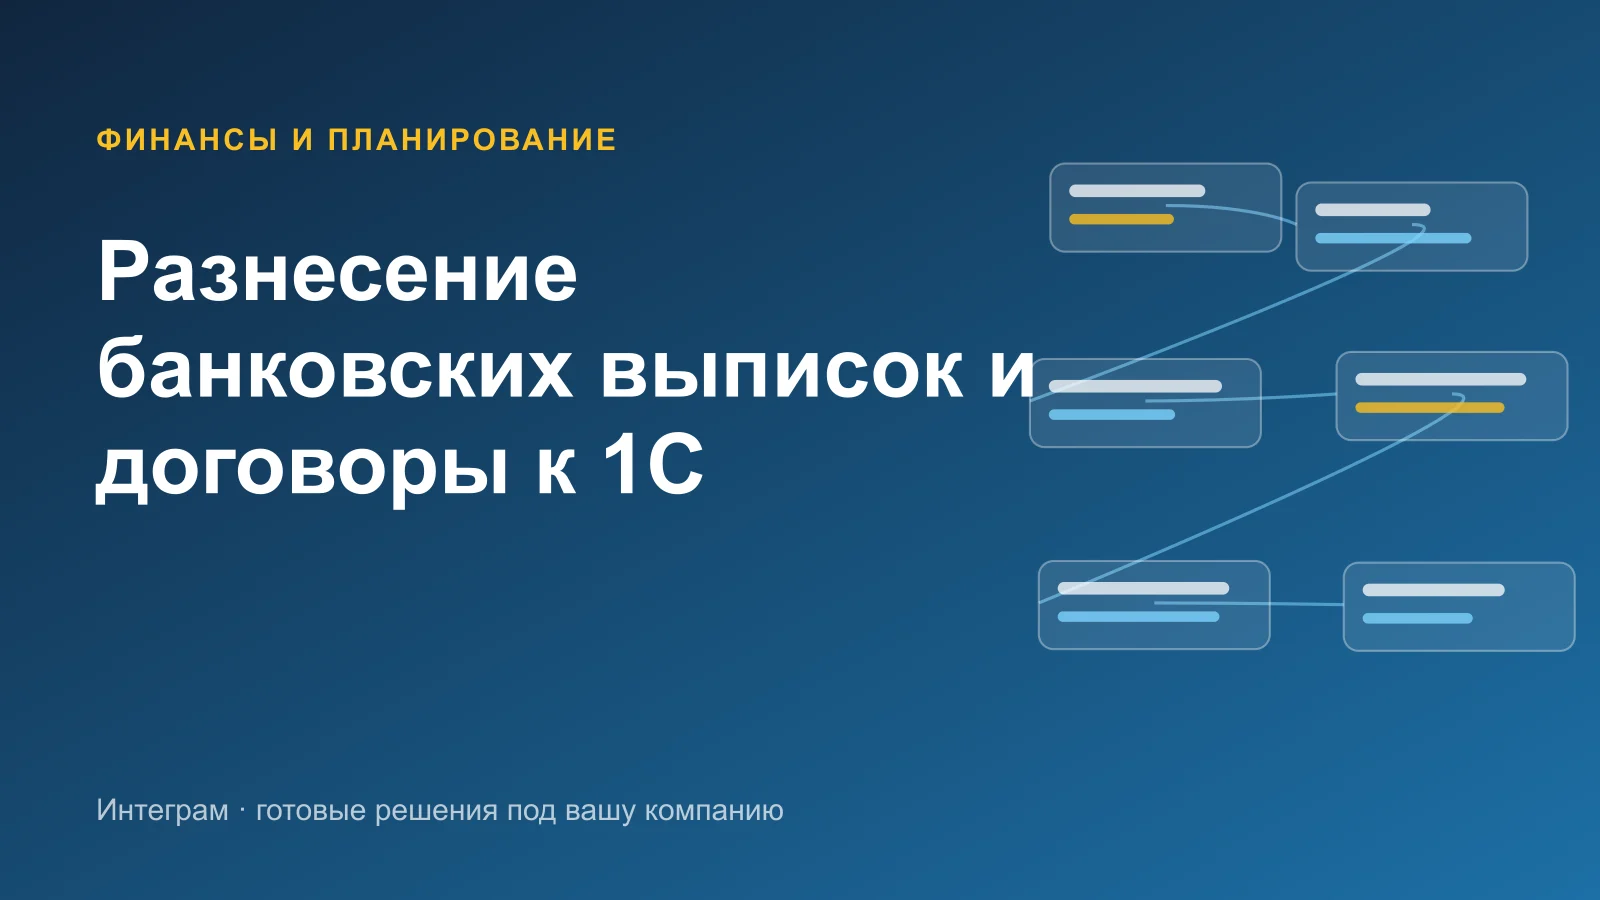 ФИНАНСЫ И ПЛАНИРОВАНИЕ
Разнесение
банковских выписок и
договоры к 1С
Интеграм · готовые решения под вашу компанию